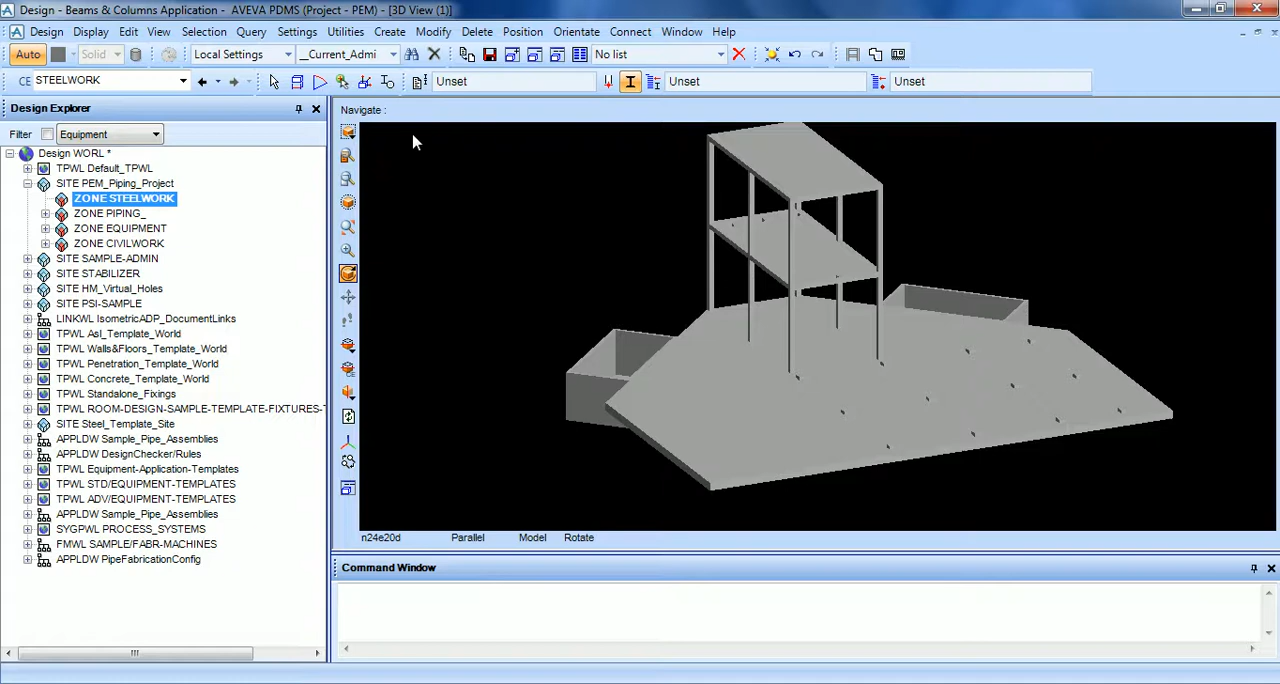 Design - Beams & Columns Application - AVEVA PDMS (Project - PEM) - [3D View (1)]
Design Display Edit View Selection Query Settings Utilities Create Modify Delete Position Orientate Connect Window Help
Auto Solid Local Settings __Current_Admi No list
CE STEELWORK Unset Unset Unset
Design Explorer
Navigate :
Filter Equipment
Design WORL *
TPWL Default_TPWL
SITE PEM_Piping_Project
ZONE STEELWORK
ZONE PIPING_
ZONE EQUIPMENT
ZONE CIVILWORK
SITE SAMPLE-ADMIN
SITE STABILIZER
SITE HM_Virtual_Holes
SITE PSI-SAMPLE
LINKWL IsometricADP_DocumentLinks
TPWL Asl_Template_World
TPWL Walls&Floors_Template_World
TPWL Penetration_Template_World
TPWL Concrete_Template_World
TPWL Standalone_Fixings
TPWL ROOM-DESIGN-SAMPLE-TEMPLATE-FIXTURES-
SITE Steel_Template_Site
APPLDW Sample_Pipe_Assemblies
APPLDW DesignChecker/Rules
TPWL Equipment-Application-Templates
TPWL STD/EQUIPMENT-TEMPLATES
TPWL ADV/EQUIPMENT-TEMPLATES
APPLDW Sample_Pipe_Assemblies
SYGPWL PROCESS_SYSTEMS
FMWL SAMPLE/FABR-MACHINES
APPLDW PipeFabricationConfig
n24e20d Parallel Model Rotate
Command Window